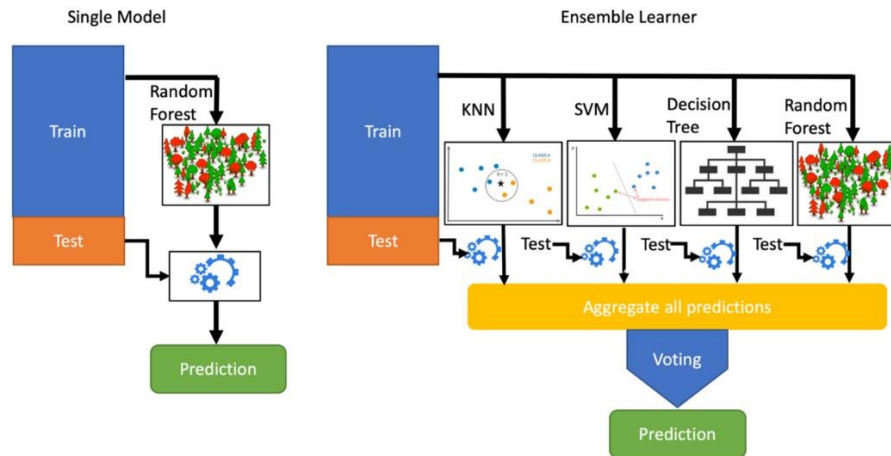 Single Model
Train
Test
Random
Forest
Prediction
Ensemble Learner
Train
Test
KNN
SVM
Decision
Tree
Random
Forest
Test
Test
Test
Aggregate all predictions
Voting
Prediction